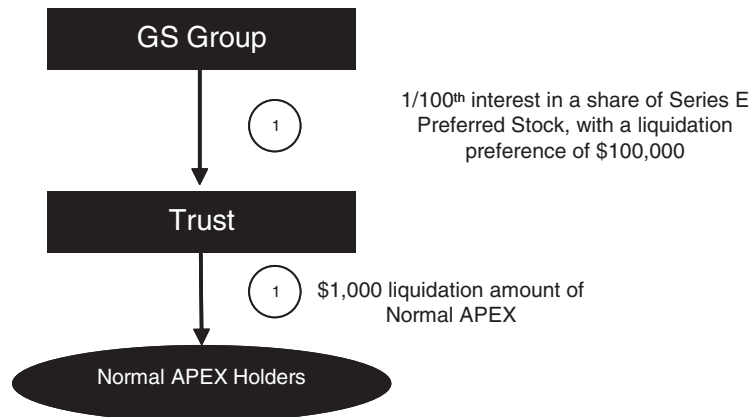 GS Group
1
1/100th interest in a share of Series E
Preferred Stock, with a liquidation
preference of $100,000
Trust
1
$1,000 liquidation amount of
Normal APEX
Normal APEX Holders